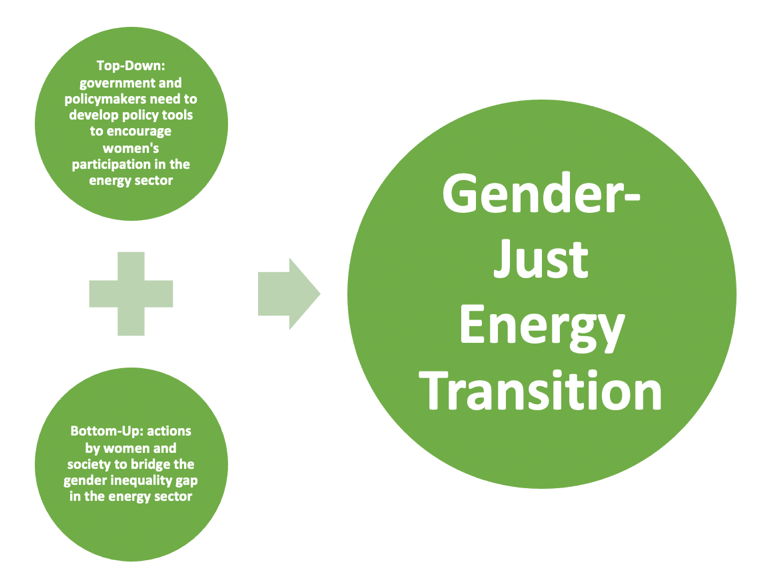 Top-Down:
government and
policymakers need to
develop policy tools
to encourage
women's
participation in the
energy sector
Bottom-Up: actions
by women and
society to bridge the
gender inequality gap
in the energy sector
Gender-
Just
Energy
Transition